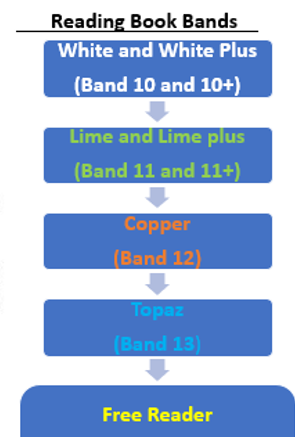 Reading Book Bands
White and White Plus
(Band 10 and 10+)
Lime and Lime plus
(Band 11 and 11+)
Copper
(Band 12)
Topaz
(Band 13)
Free Reader